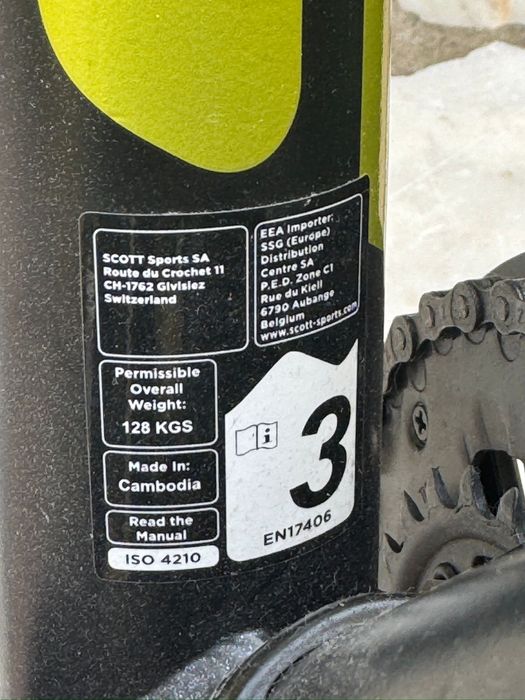 SCOTT Sports SA
Route du Crochet 11
CH-1762 Givisiez
Switzerland
EEA Importer:
SSG (Europe)
Distribution
Centre SA
P.E.D. Zone C1
Rue du Kiell
6790 Aubange
Belgium
www.scott-sports.com
Permissible
Overall
Weight:
128 KGS
Made In:
Cambodia
Read the
Manual
ISO 4210
i
3
EN17406